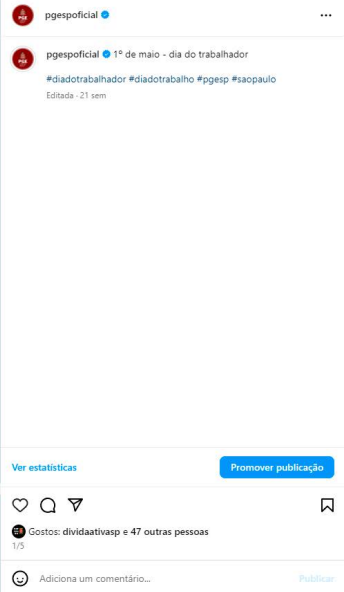 pgespoficial
pgespoficial 1º de maio - dia do trabalhador
#diadotrabalhador #diadotrabalho #pgesp #saopaulo
Editada · 21 sem
Ver estatísticas
Promover publicação
Gostos: dividaativasp e 47 outras pessoas
1/5
Adiciona um comentário...
Publicar